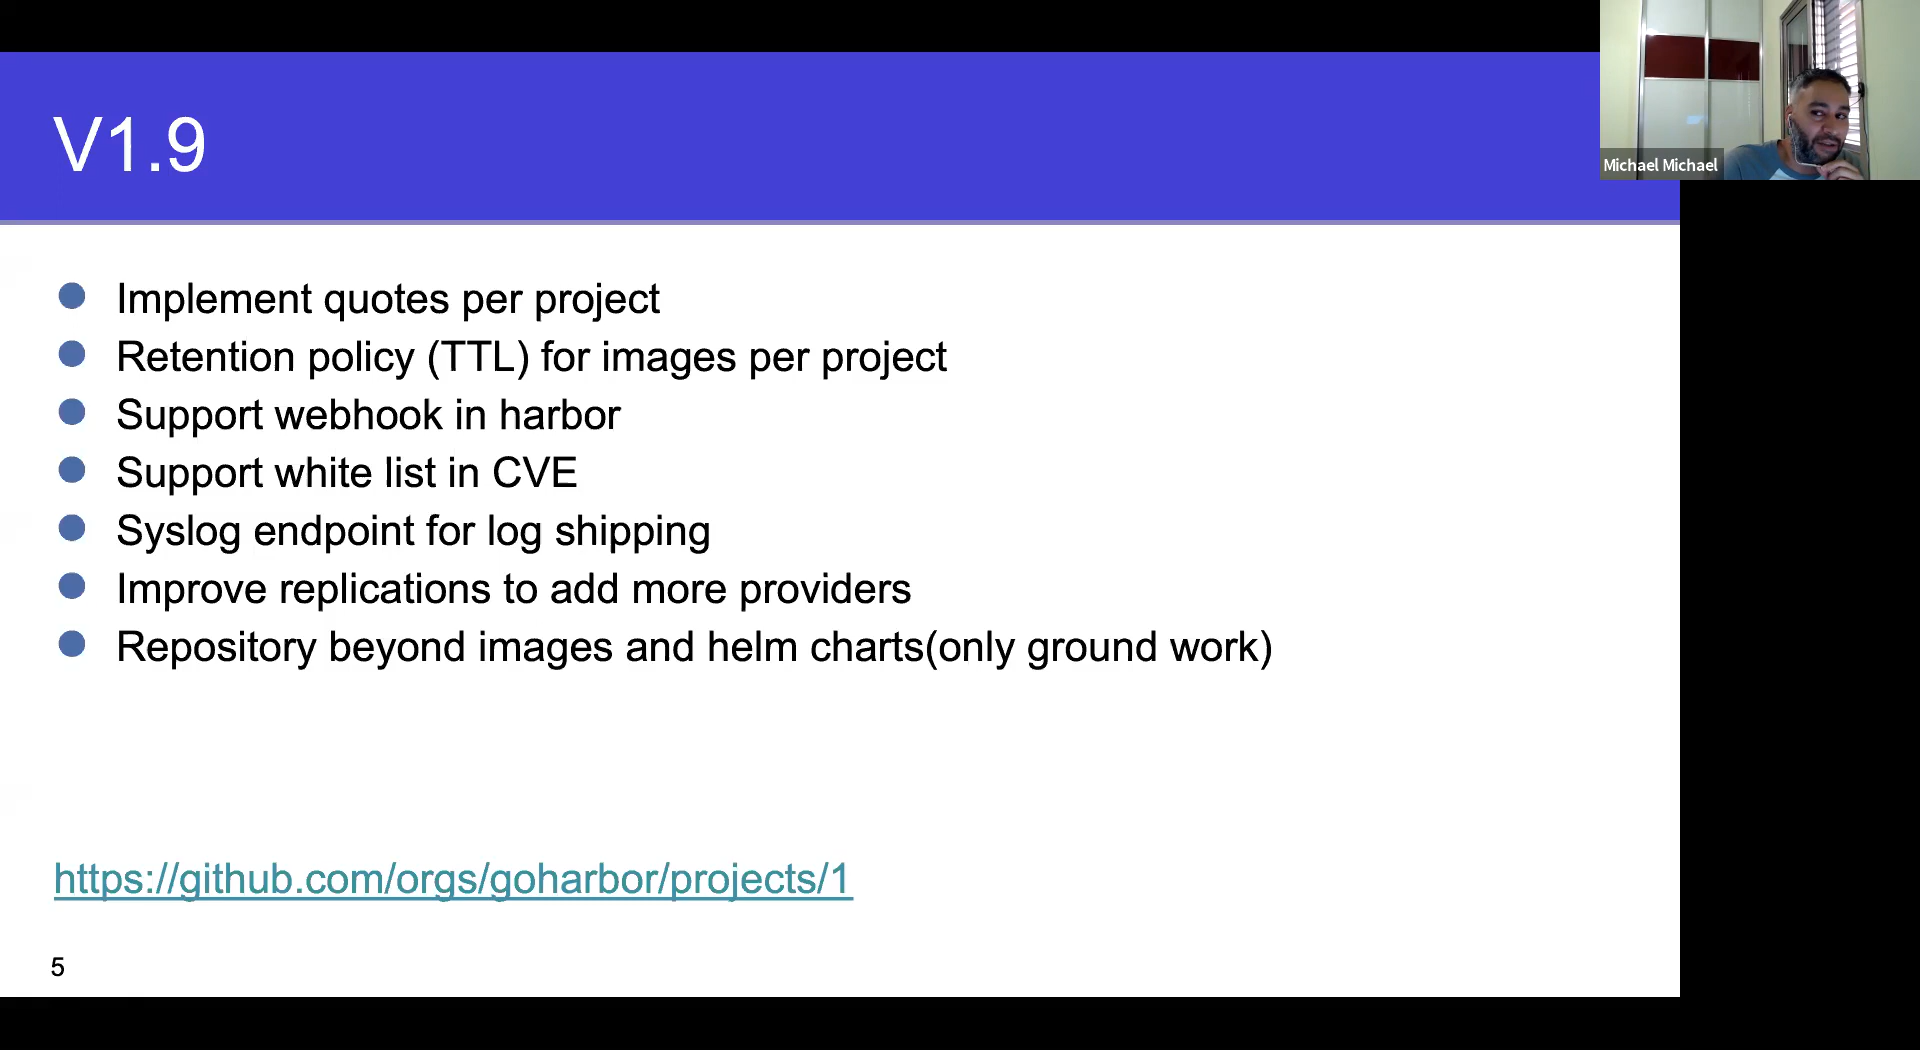 V1.9
Michael Michael
Implement quotes per project
Retention policy (TTL) for images per project
Support webhook in harbor
Support white list in CVE
Syslog endpoint for log shipping
Improve replications to add more providers
Repository beyond images and helm charts(only ground work)
https://github.com/orgs/goharbor/projects/1
5